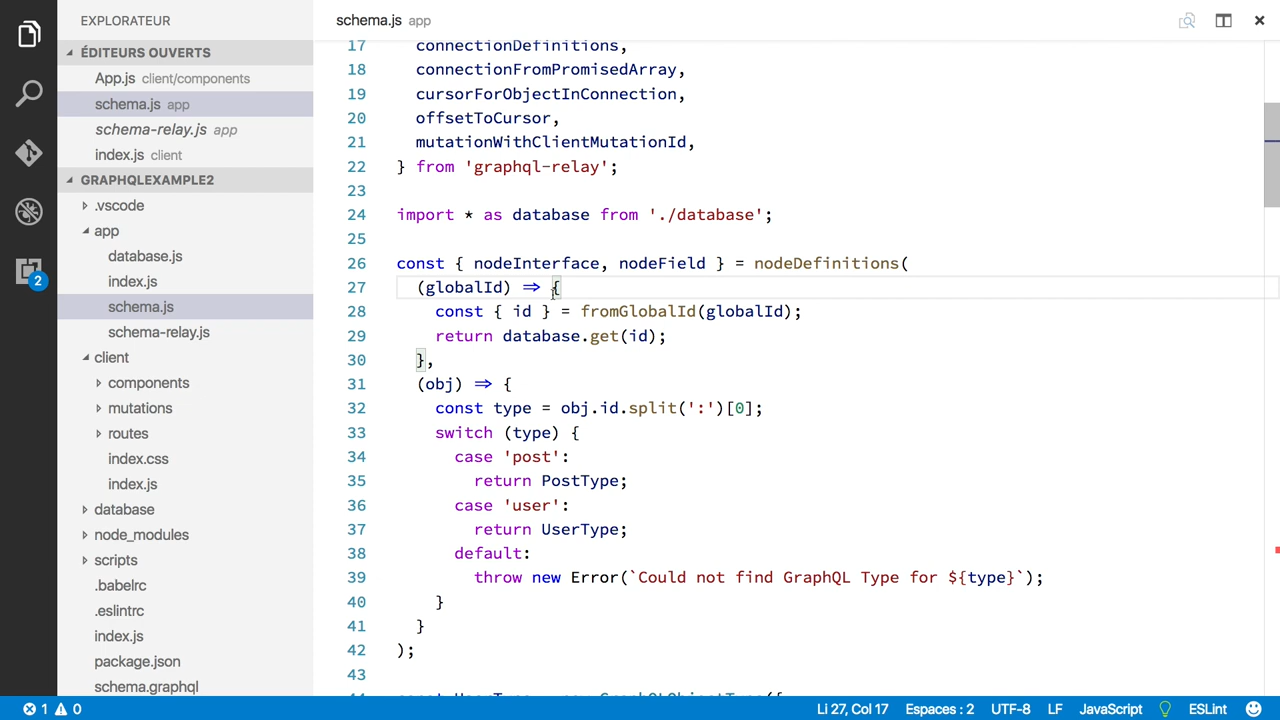 EXPLORATEUR
ÉDITEURS OUVERTS
App.js client/components
schema.js app
schema-relay.js app
index.js client
GRAPHQLEXAMPLE2
.vscode
app
database.js
index.js
schema.js
schema-relay.js
client
components
mutations
routes
index.css
index.js
database
node_modules
scripts
.babelrc
.eslintrc
index.js
package.json
schema.graphql
2
schema.js app
17 connectionDefinitions,
18 connectionFromPromisedArray,
19 cursorForObjectInConnection,
20 offsetToCursor,
21 mutationWithClientMutationId,
22 } from 'graphql-relay';
23
24 import * as database from './database';
25
26 const { nodeInterface, nodeField } = nodeDefinitions(
27 (globalId) => {
28 const { id } = fromGlobalId(globalId);
29 return database.get(id);
30 },
31 (obj) => {
32 const type = obj.id.split(':')[0];
33 switch (type) {
34 case 'post':
35 return PostType;
36 case 'user':
37 return UserType;
38 default:
39 throw new Error(`Could not find GraphQL Type for ${type}`);
40 }
41 }
42 );
43
1 0 Li 27, Col 17 Espaces : 2 UTF-8 LF JavaScript ESLint